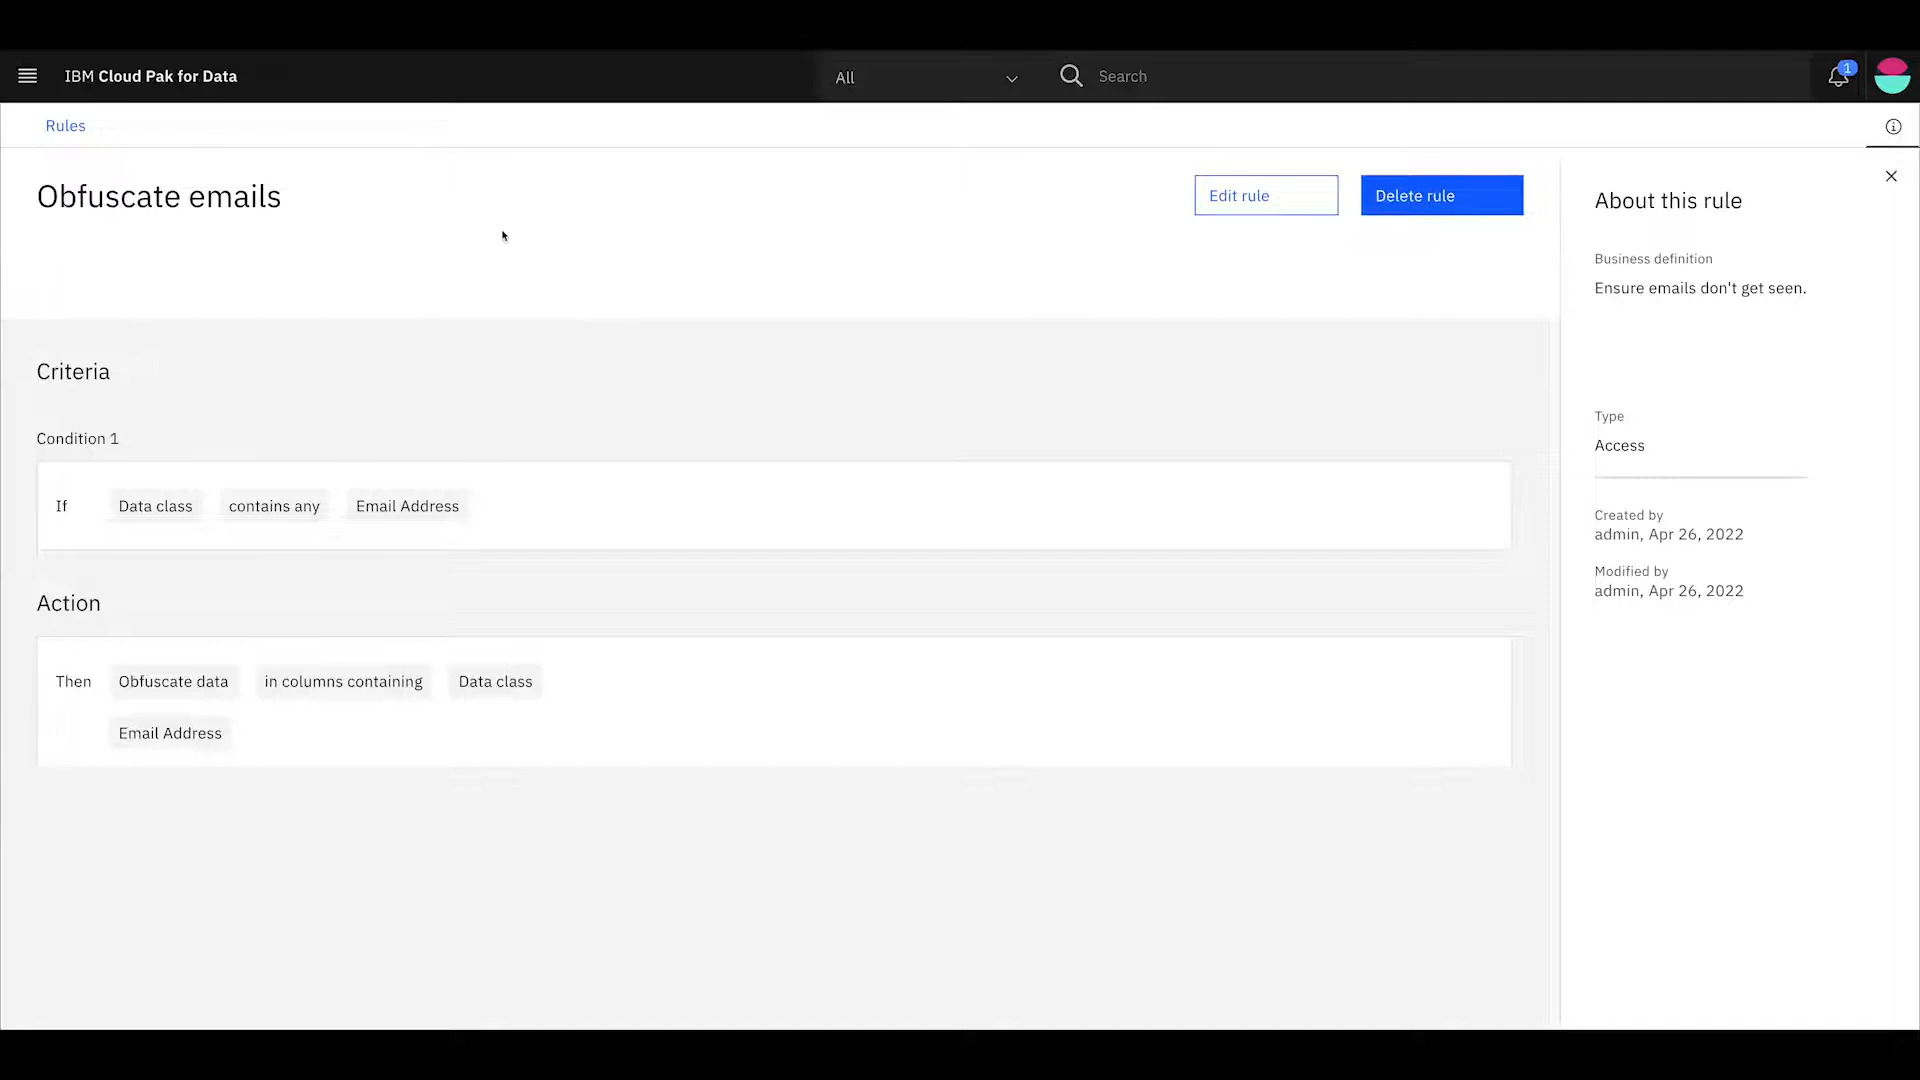 IBM Cloud Pak for Data
All
Search
1
Rules
Obfuscate emails
Edit rule
Delete rule
Criteria
Condition 1
If Data class contains any Email Address
Action
Then Obfuscate data in columns containing Data class
Email Address
About this rule
Business definition
Ensure emails don't get seen.
Type
Access
Created by
admin, Apr 26, 2022
Modified by
admin, Apr 26, 2022